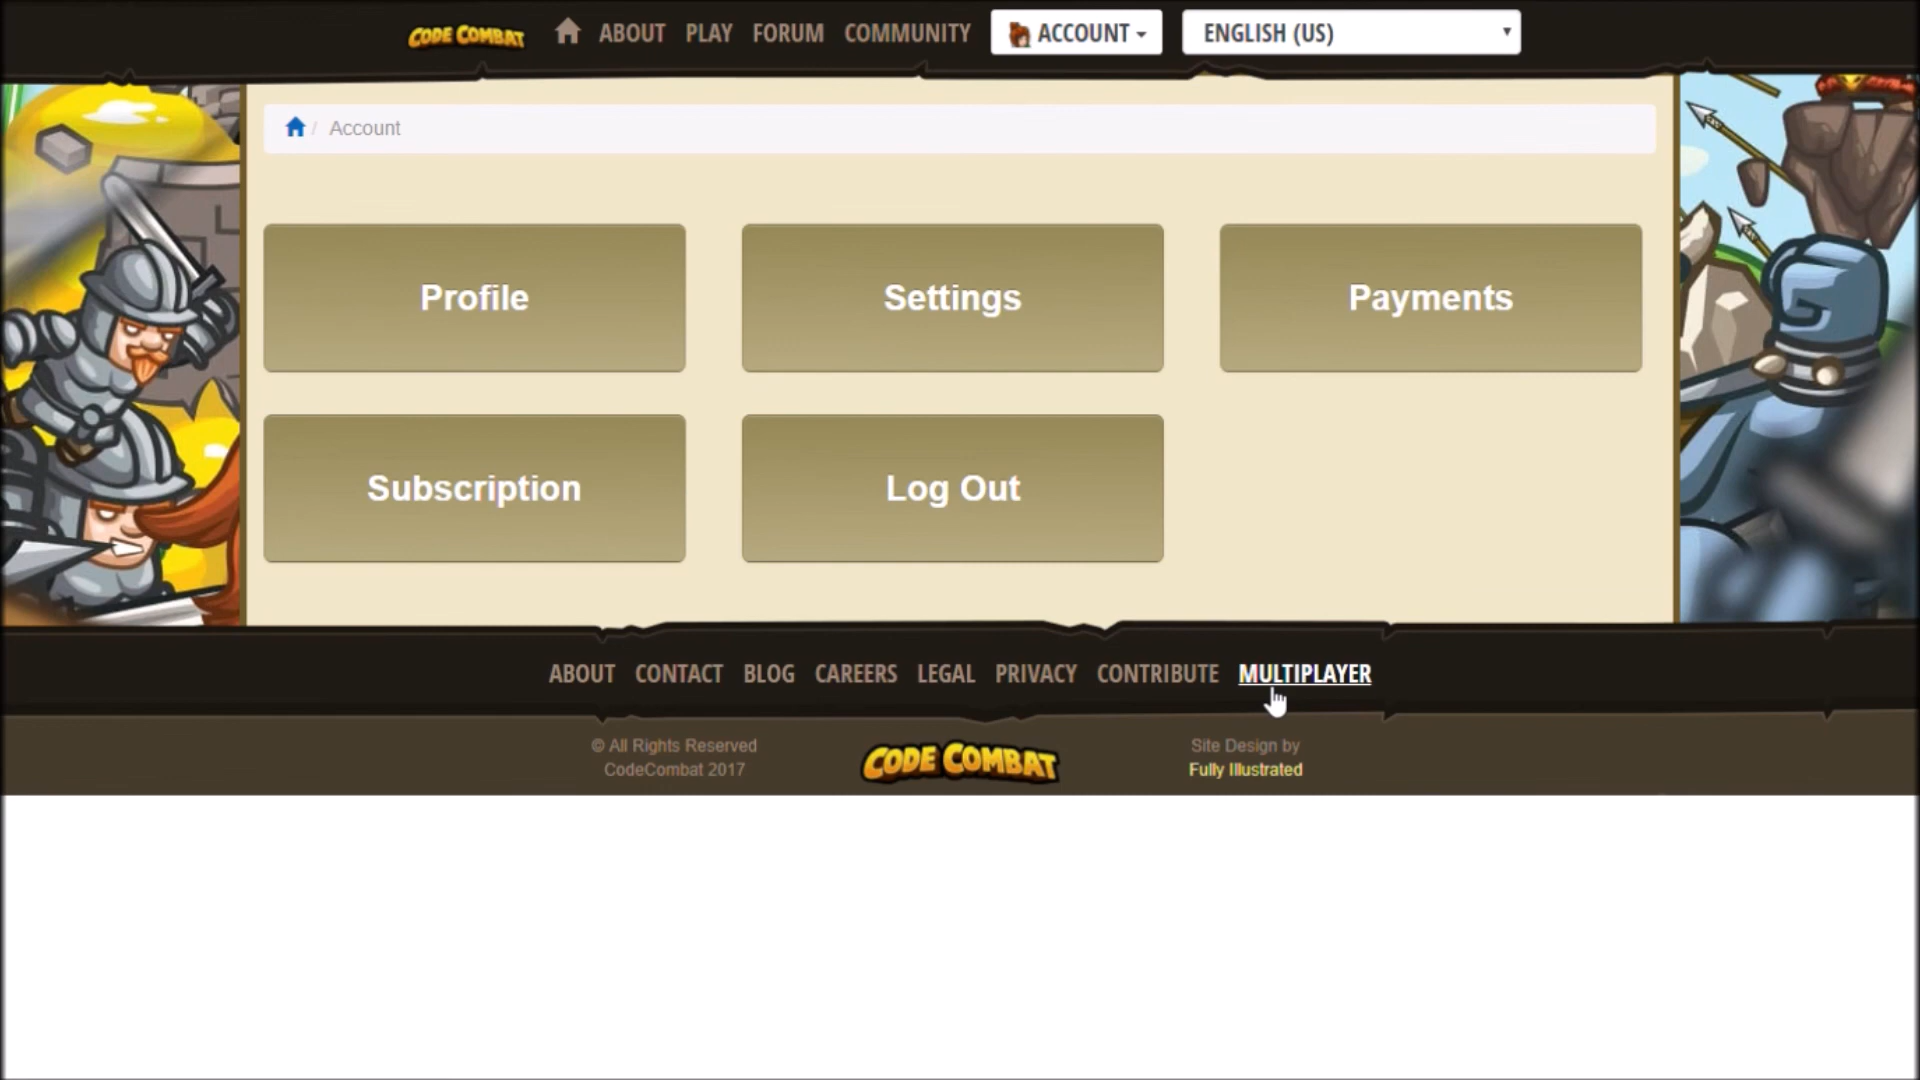 CODE COMBAT ABOUT PLAY FORUM COMMUNITY ACCOUNT ENGLISH (US)
/ Account
Profile Settings Payments
Subscription Log Out
ABOUT CONTACT BLOG CAREERS LEGAL PRIVACY CONTRIBUTE MULTIPLAYER
© All Rights Reserved
CodeCombat 2017
CODE COMBAT
Site Design by
Fully Illustrated